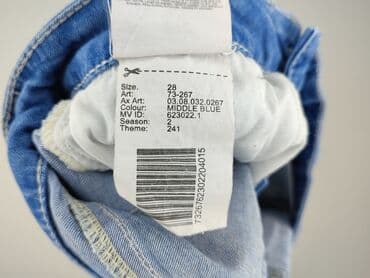 Size. 28
Art: 73-267
Ax Art: 03.08.032.0267
Colour: MIDDLE BLUE
MV ID: 623022.1
Season: 2
Theme: 241
7326762302204015